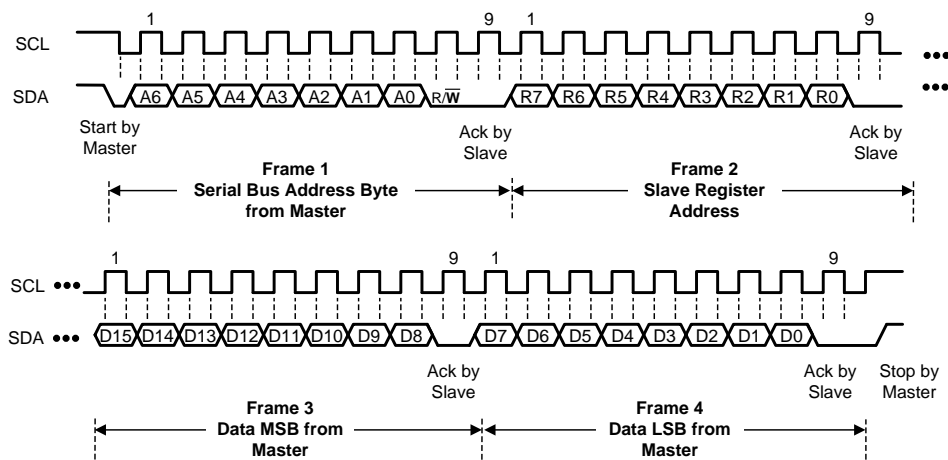 1 9 1 9
SCL
SDA A6 A5 A4 A3 A2 A1 A0 R/W̅ R7 R6 R5 R4 R3 R2 R1 R0
Start by
Master
Ack by
Slave
Ack by
Slave
Frame 1
Serial Bus Address Byte
from Master
Frame 2
Slave Register
Address
1 9 1 9
SCL •••
SDA ••• D15 D14 D13 D12 D11 D10 D9 D8 D7 D6 D5 D4 D3 D2 D1 D0
Ack by
Slave
Ack by
Slave
Stop by
Master
Frame 3
Data MSB from
Master
Frame 4
Data LSB from
Master